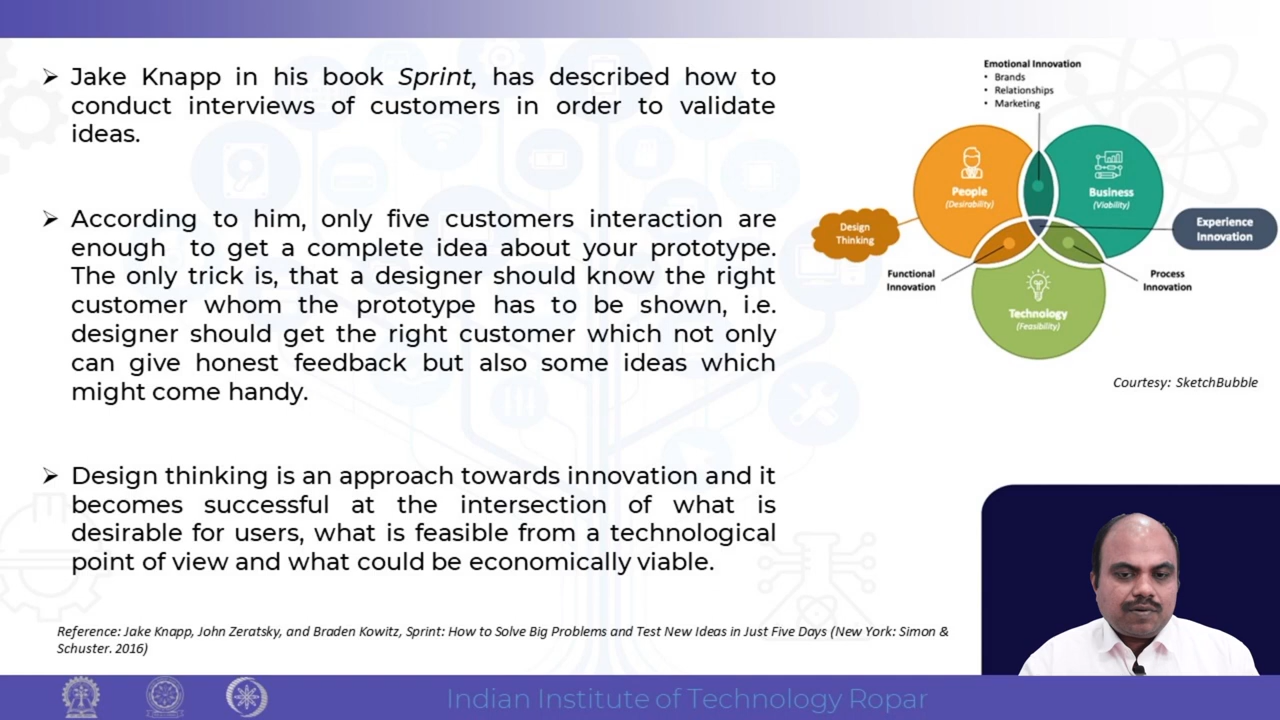 ➢ Jake Knapp in his book Sprint, has described how to
conduct interviews of customers in order to validate
ideas.
➢ According to him, only five customers interaction are
enough to get a complete idea about your prototype.
The only trick is, that a designer should know the right
customer whom the prototype has to be shown, i.e.
designer should get the right customer which not only
can give honest feedback but also some ideas which
might come handy.
➢ Design thinking is an approach towards innovation and it
becomes successful at the intersection of what is
desirable for users, what is feasible from a technological
point of view and what could be economically viable.
Reference: Jake Knapp, John Zeratsky, and Braden Kowitz, Sprint: How to Solve Big Problems and Test New Ideas in Just Five Days (New York: Simon &
Schuster. 2016)
Emotional Innovation
• Brands
• Relationships
• Marketing
People
(Desirability)
Business
(Viability)
Design
Thinking
Experience
Innovation
Functional
Innovation
Process
Innovation
Technology
(Feasibility)
Courtesy: SketchBubble
Indian Institute of Technology Ropar